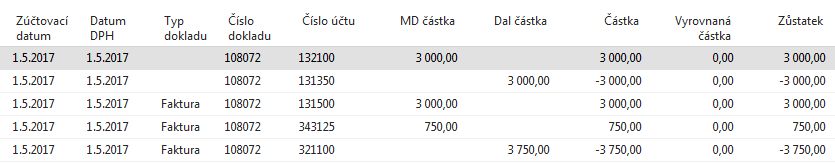 Zúčtovací datum Datum DPH Typ dokladu Číslo dokladu Číslo účtu MD částka Dal částka Částka Vyrovnaná částka Zůstatek
1.5.2017 1.5.2017 108072 132100 3 000,00 3 000,00 0,00 3 000,00
1.5.2017 1.5.2017 108072 131350 3 000,00 -3 000,00 0,00 -3 000,00
1.5.2017 1.5.2017 Faktura 108072 131500 3 000,00 3 000,00 0,00 3 000,00
1.5.2017 1.5.2017 Faktura 108072 343125 750,00 750,00 0,00 750,00
1.5.2017 1.5.2017 Faktura 108072 321100 3 750,00 -3 750,00 0,00 -3 750,00